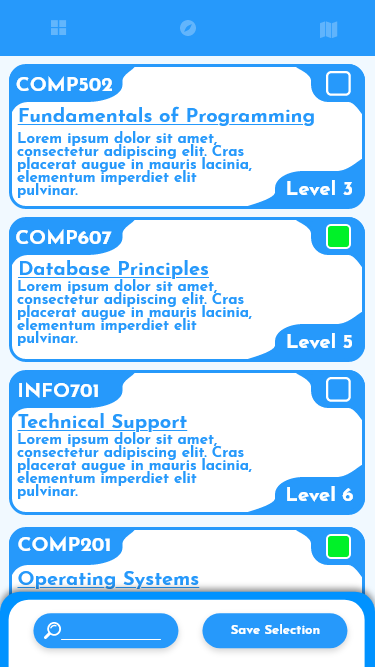 COMP502
Fundamentals of Programming
Lorem ipsum dolor sit amet,
consectetur adipiscing elit. Cras
placerat augue in mauris lacinia,
elementum imperdiet elit
pulvinar.
Level 3
COMP607
Database Principles
Lorem ipsum dolor sit amet,
consectetur adipiscing elit. Cras
placerat augue in mauris lacinia,
elementum imperdiet elit
pulvinar.
Level 5
INFO701
Technical Support
Lorem ipsum dolor sit amet,
consectetur adipiscing elit. Cras
placerat augue in mauris lacinia,
elementum imperdiet elit
pulvinar.
Level 6
COMP201
Operating Systems
Save Selection